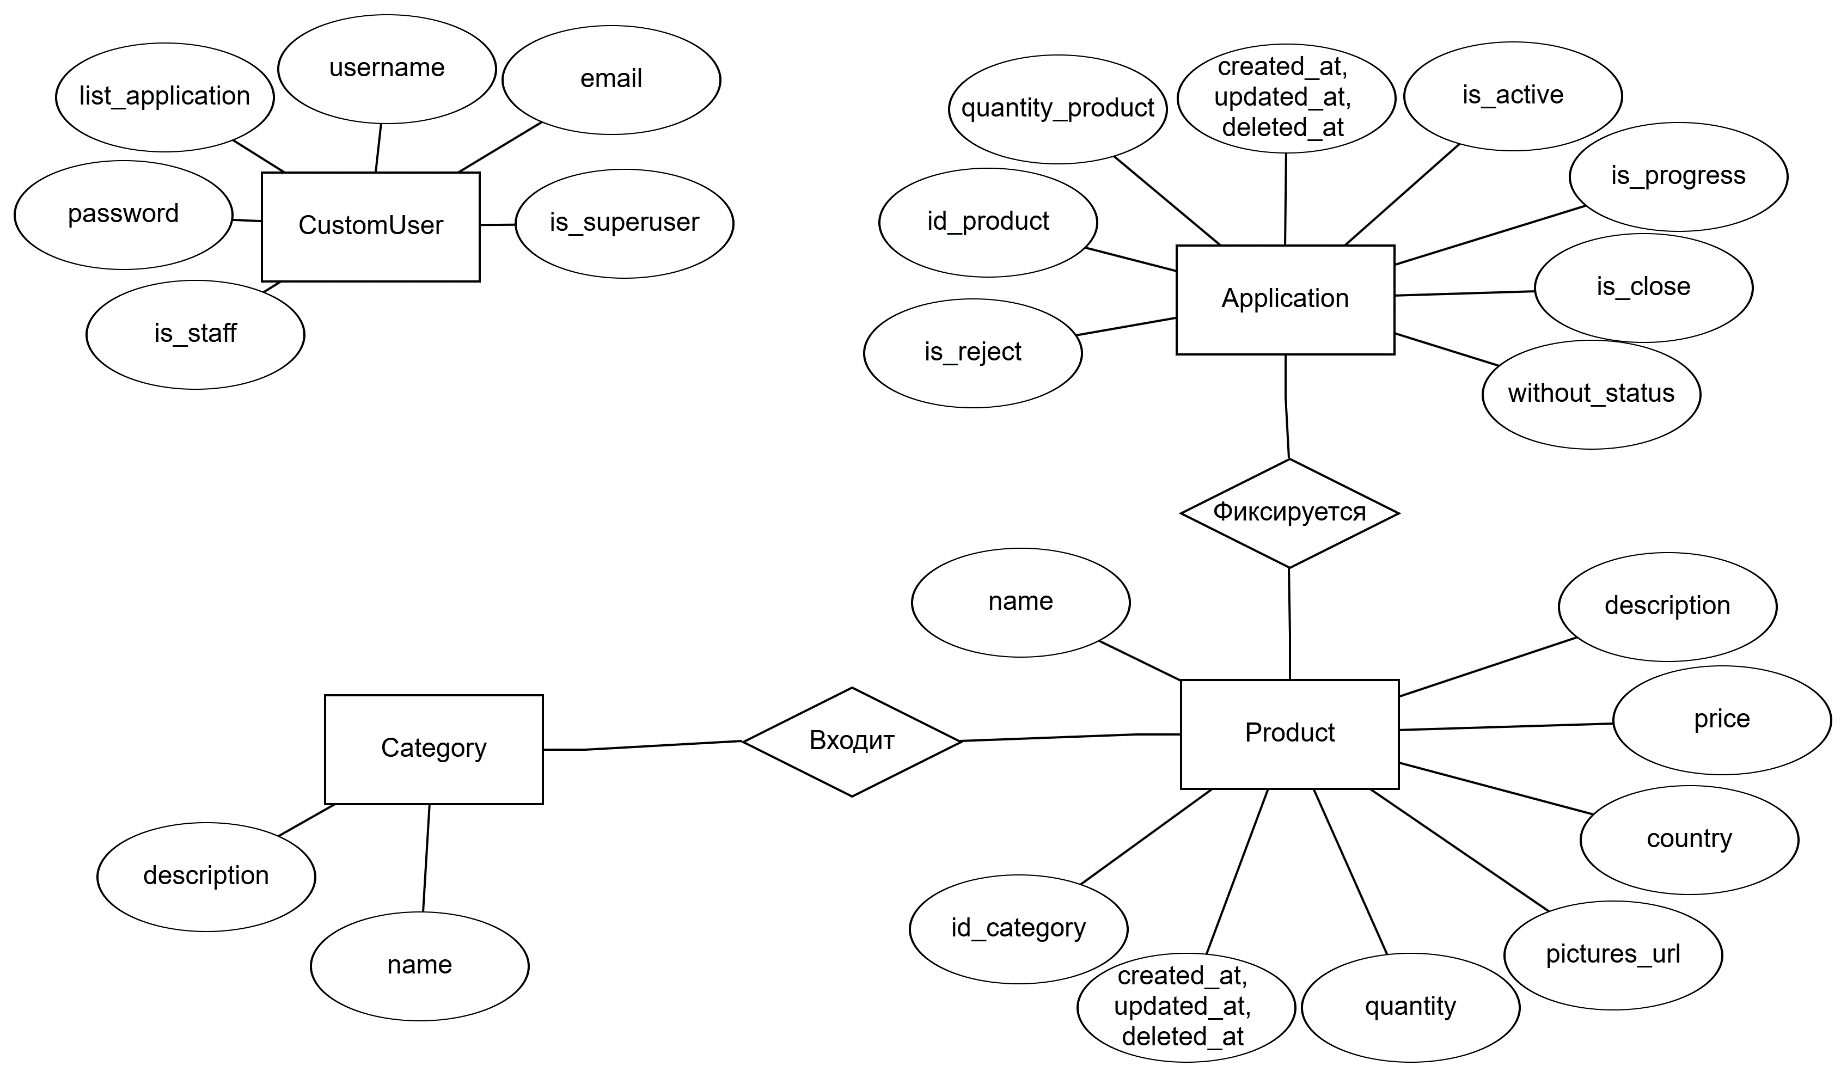 username
email
list_application
password
CustomUser
is_superuser
is_staff
created_at,
updated_at,
deleted_at
is_active
quantity_product
is_progress
id_product
is_close
Application
is_reject
without_status
Фиксируется
name
description
price
Product
Входит
Category
country
description
id_category
pictures_url
name
created_at,
updated_at,
deleted_at
quantity